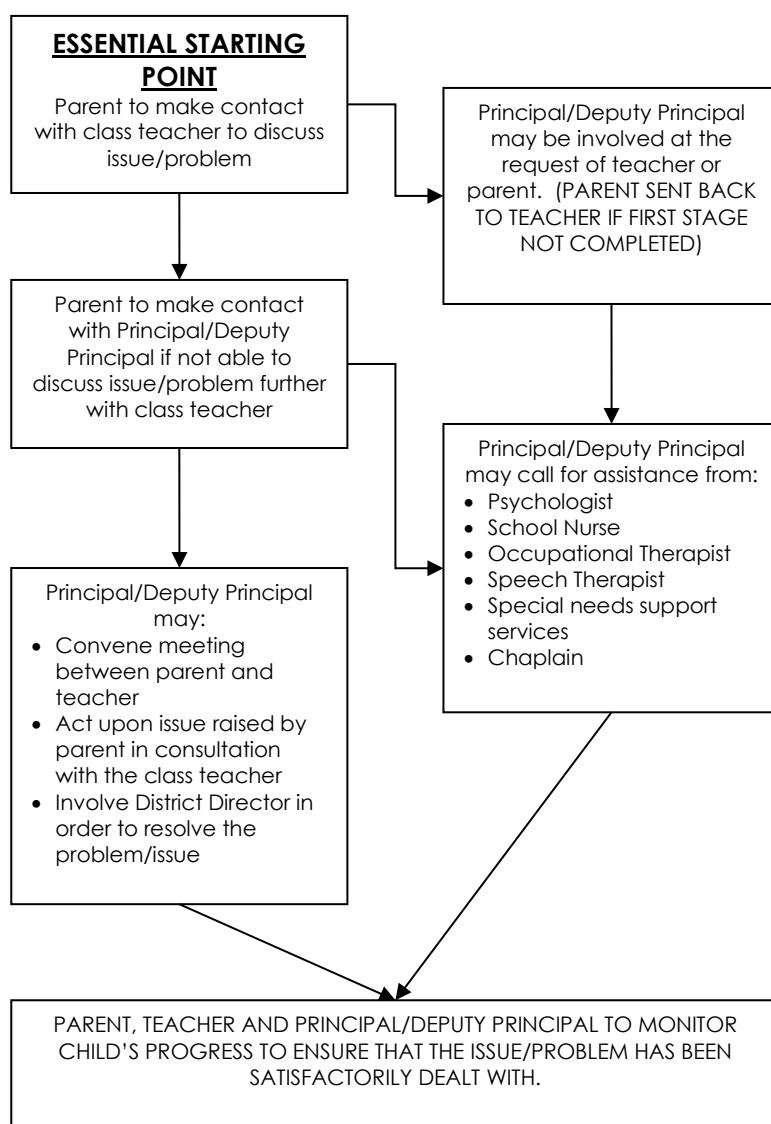 ESSENTIAL STARTING
POINT
Parent to make contact
with class teacher to discuss
issue/problem
Principal/Deputy Principal
may be involved at the
request of teacher or
parent. (PARENT SENT BACK
TO TEACHER IF FIRST STAGE
NOT COMPLETED)
Parent to make contact
with Principal/Deputy
Principal if not able to
discuss issue/problem further
with class teacher
Principal/Deputy Principal
may call for assistance from:
• Psychologist
• School Nurse
• Occupational Therapist
• Speech Therapist
• Special needs support
services
• Chaplain
Principal/Deputy Principal
may:
• Convene meeting
between parent and
teacher
• Act upon issue raised by
parent in consultation
with the class teacher
• Involve District Director in
order to resolve the
problem/issue
PARENT, TEACHER AND PRINCIPAL/DEPUTY PRINCIPAL TO MONITOR
CHILD'S PROGRESS TO ENSURE THAT THE ISSUE/PROBLEM HAS BEEN
SATISFACTORILY DEALT WITH.